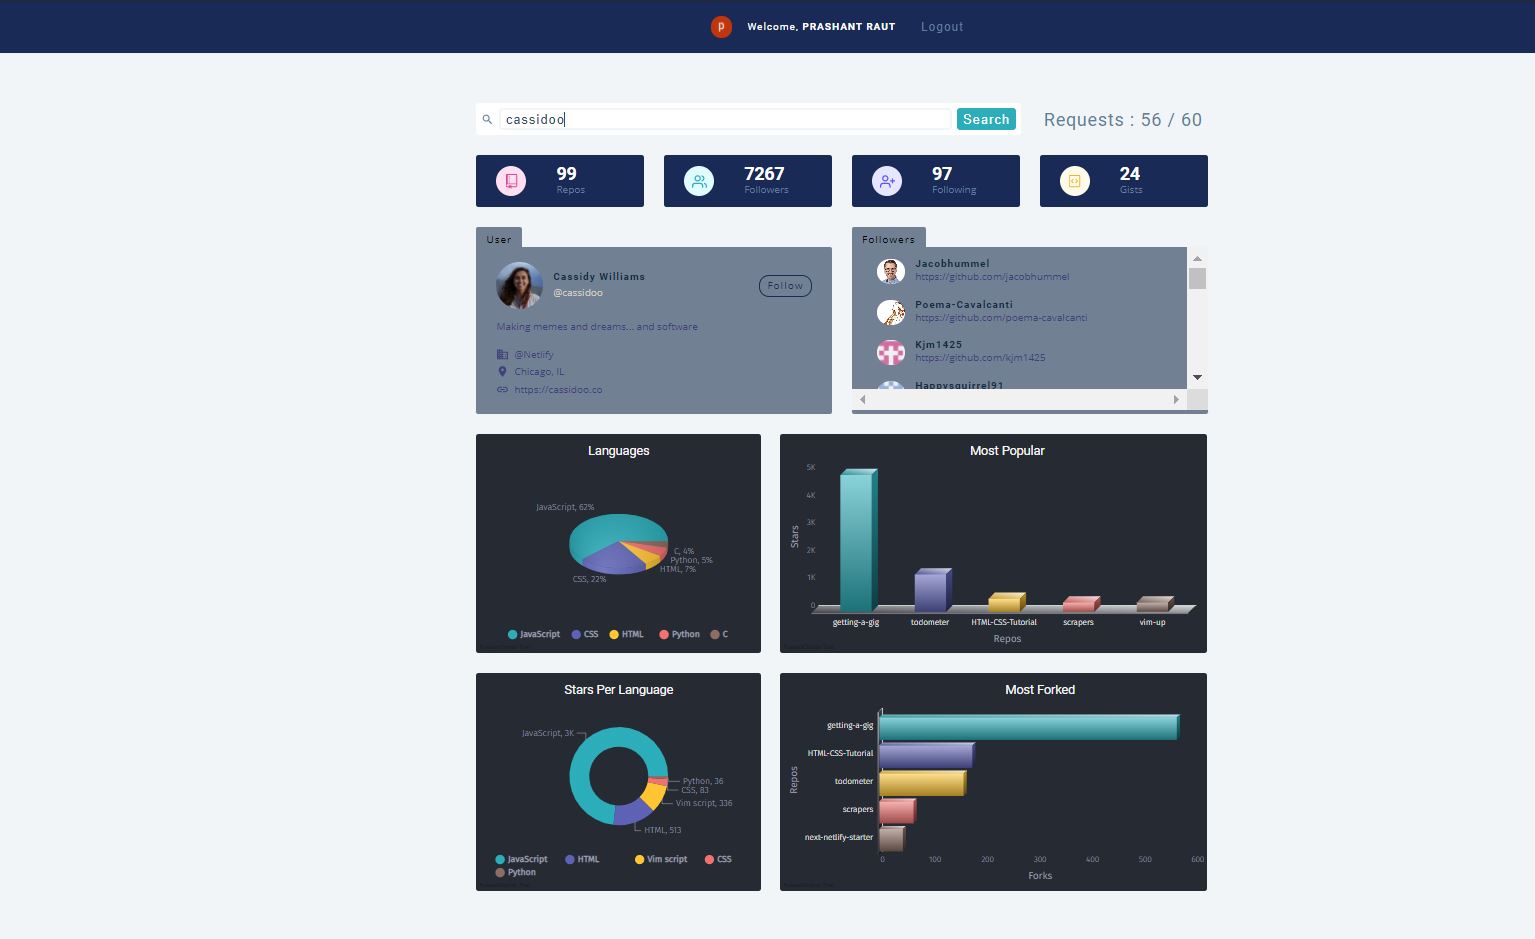 p Welcome, PRASHANT RAUT Logout
cassidoo Search Requests : 56 / 60
99
Repos
7267
Followers
97
Following
24
Gists
User
Cassidy Williams
@cassidoo
Follow
Making memes and dreams... and software
@Netlify
Chicago, IL
https://cassidoo.co
Followers
Jacobhummel
https://github.com/jacobhummel
Poema-Cavalcanti
https://github.com/poema-cavalcanti
Kjm1425
https://github.com/kjm1425
Happysquirrel91
Languages
JavaScript, 62%
C, 4%
Python, 5%
HTML, 7%
CSS, 22%
JavaScript CSS HTML Python C
Most Popular
5K
4K
3K
2K
1K
0
Stars
getting-a-gig todometer HTML-CSS-Tutorial scrapers vim-up
Repos
Stars Per Language
JavaScript, 3K
Python, 36
CSS, 83
Vim script, 336
HTML, 513
JavaScript HTML Vim script CSS
Python
Most Forked
Repos
getting-a-gig
HTML-CSS-Tutorial
todometer
scrapers
next-netlify-starter
0 100 200 300 400 500 600
Forks